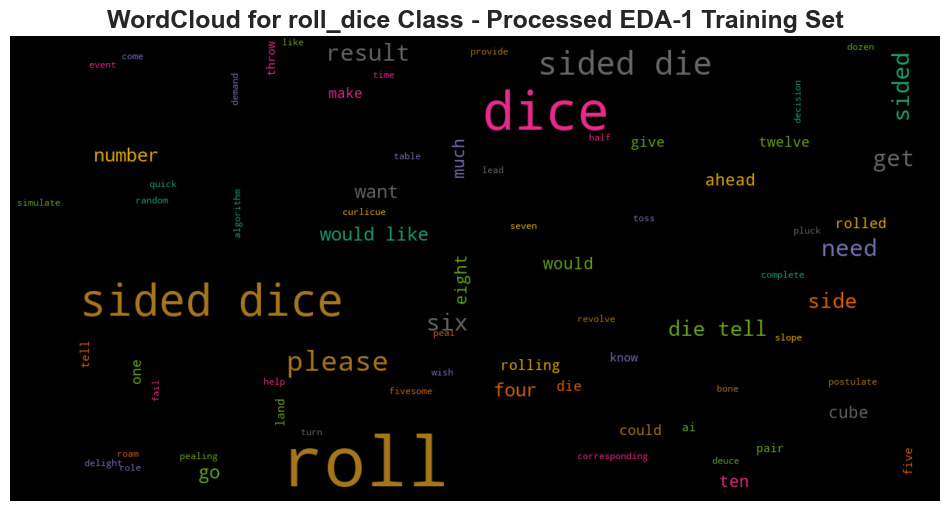 WordCloud for roll_dice Class - Processed EDA-1 Training Set
like
come
event
throw
result
time
demand
make
provide
sided die
dozen
sided
dice
decision
half
give
twelve
get
number
much
table
lead
ahead
quick
want
simulate
random
algorithm
curlicue
would like
seven
toss
pluck
rolled
need
would
eight
complete
sided dice
side
six
revolve
die tell
slope
peai
tell
one
please
rolling
know
wish
fail
help
fivesome
four
die
bone
postulate
land
cube
turn
could
ai
roll
pair
roam
delight
role
pealing
go
corresponding
deuce
five
ten